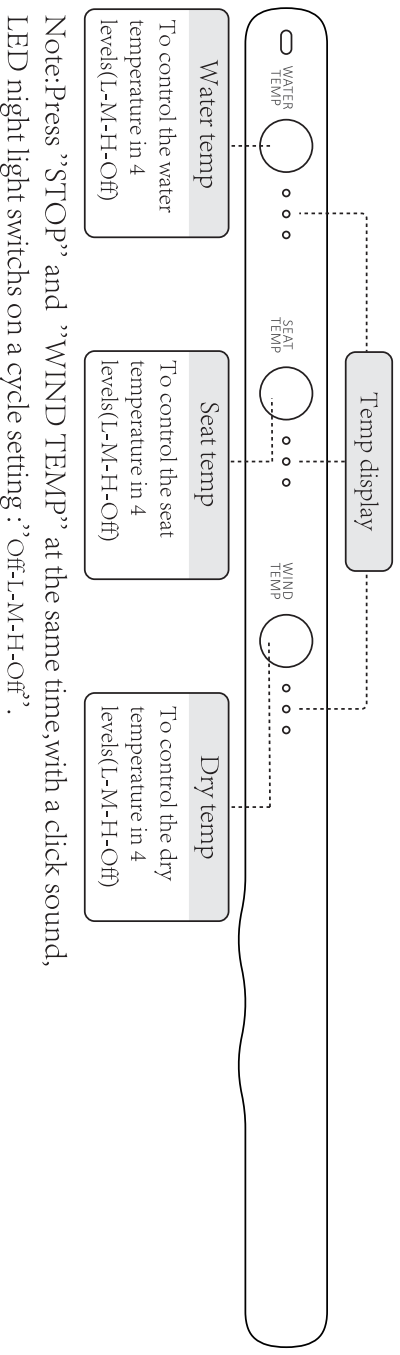 Temp display
WATER
TEMP
SEAT
TEMP
WIND
TEMP
Water temp
To control the water
temperature in 4
levels(L-M-H-Off)
Seat temp
To control the seat
temperature in 4
levels(L-M-H-Off)
Dry temp
To control the dry
temperature in 4
levels(L-M-H-Off)
Note:Press ”STOP” and ”WIND TEMP” at the same time,with a click sound,
LED night light switchs on a cycle setting :”Off-L-M-H-Off”.